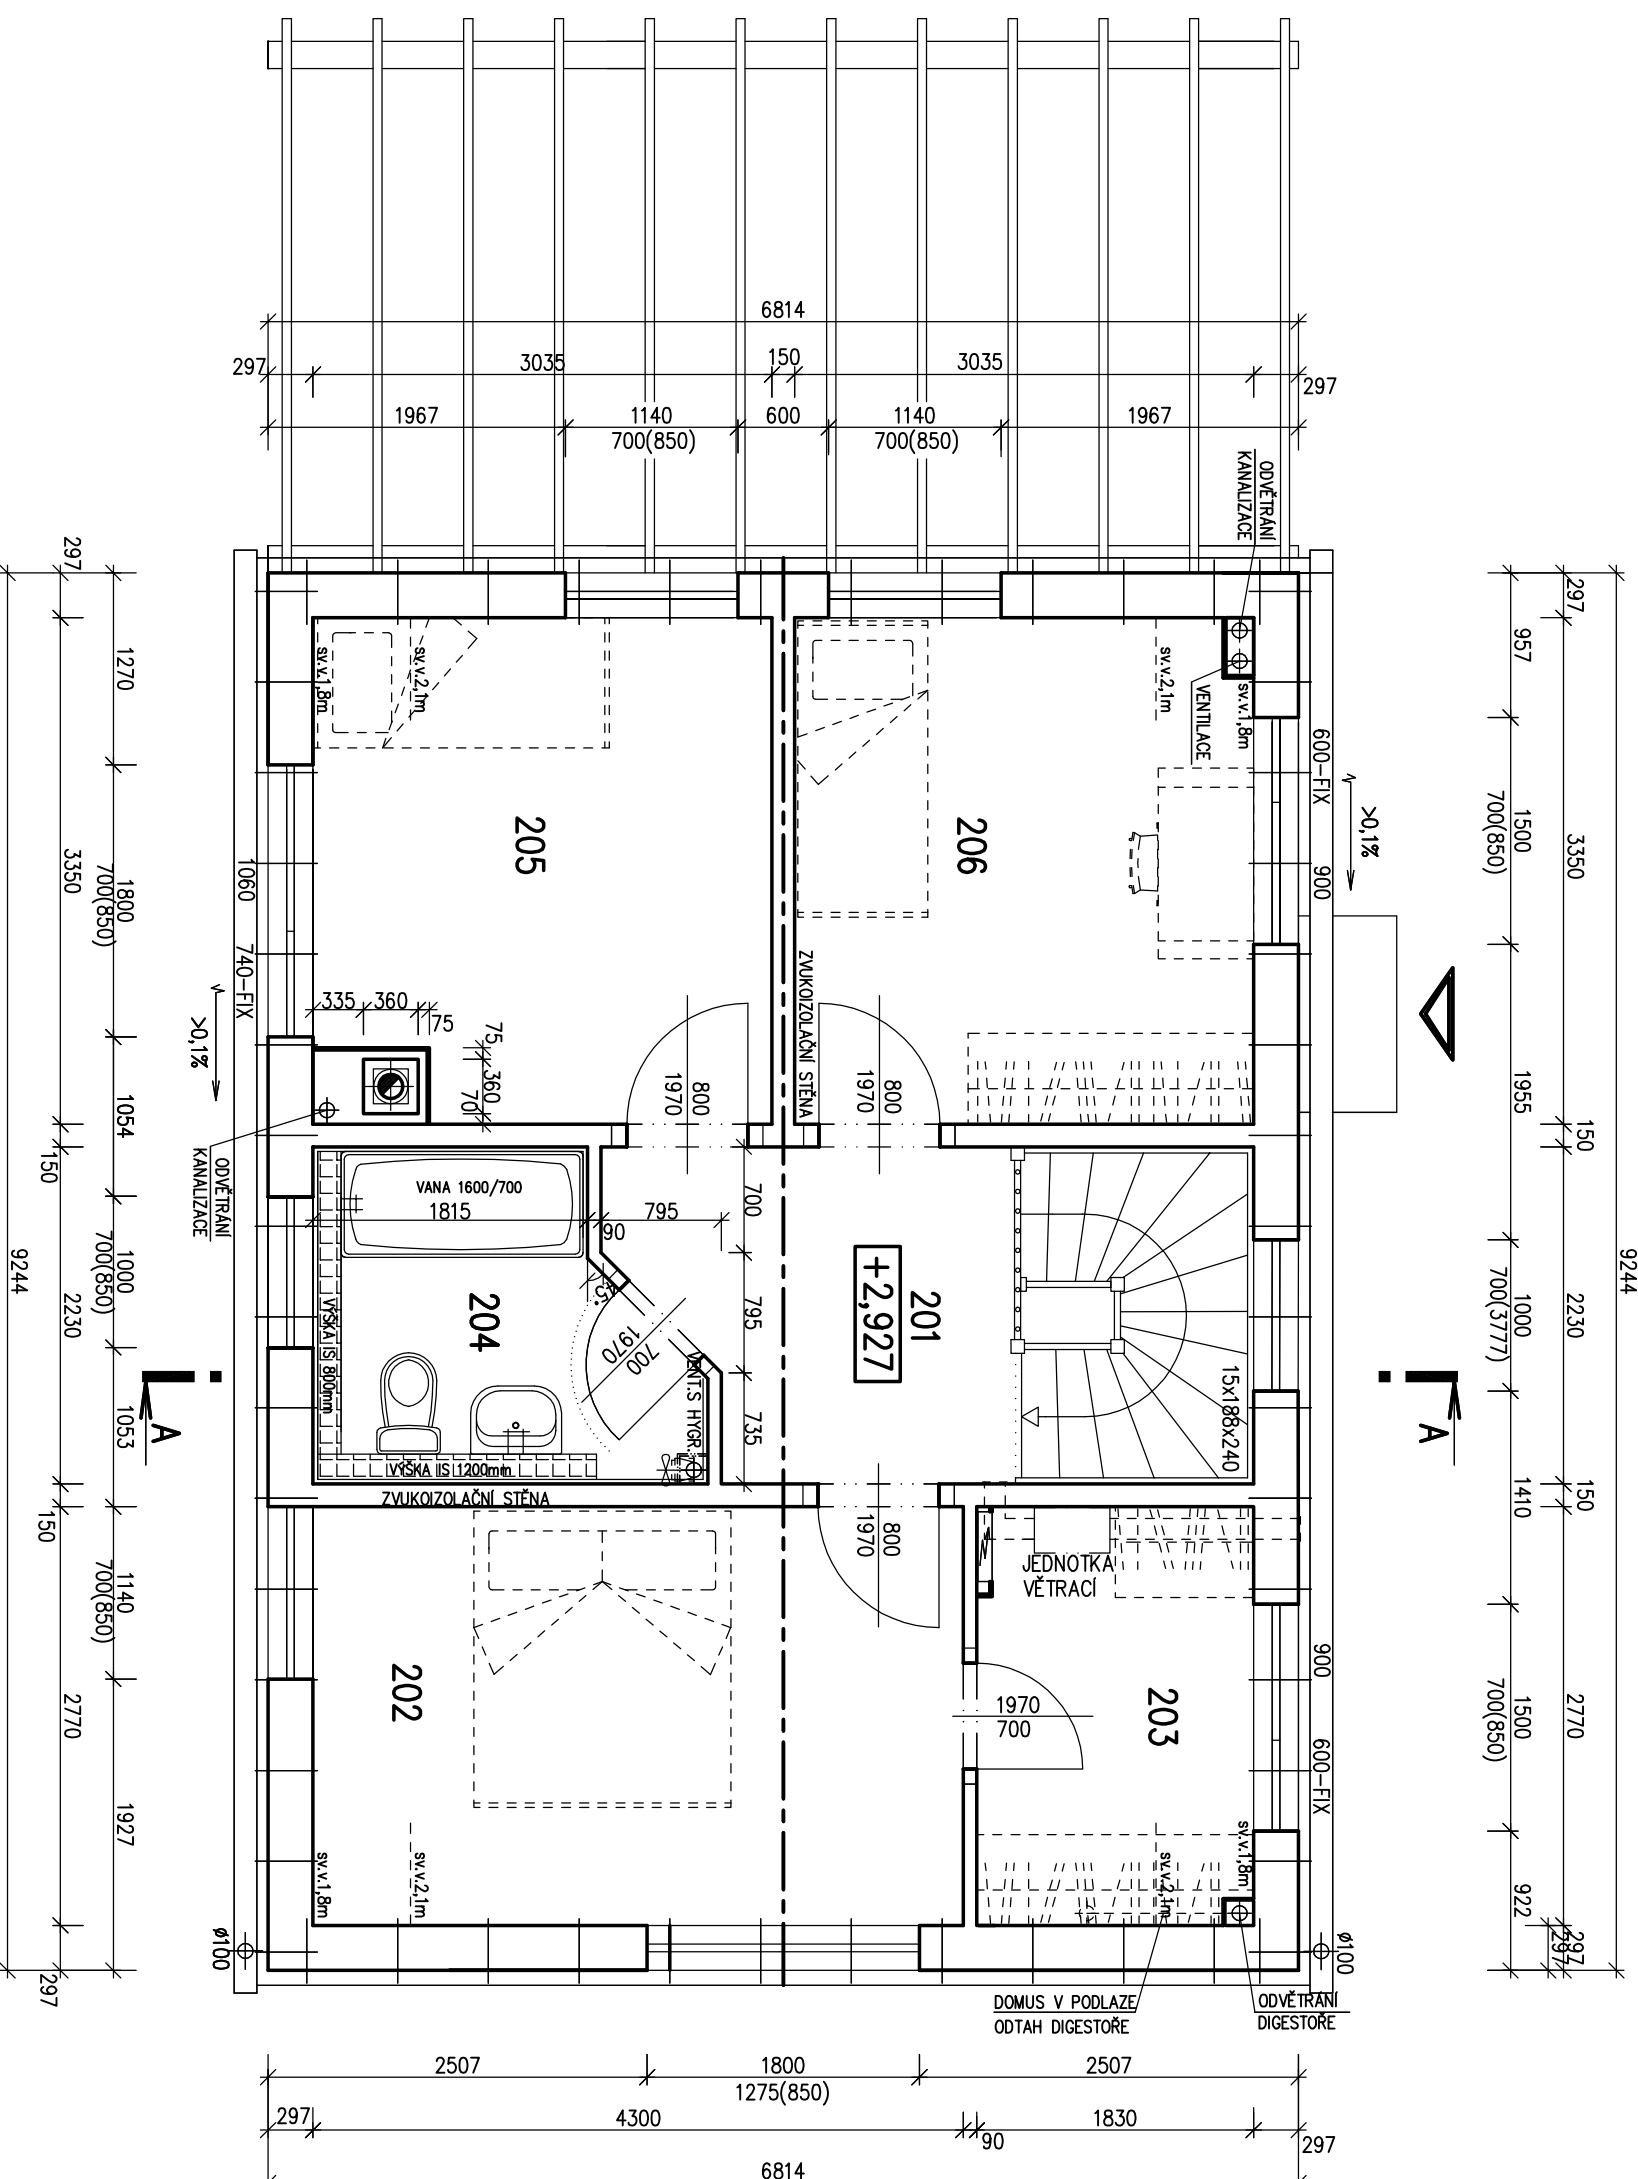 6814
297
3035
150
3035
297
1967
1140
700(850)
600
1140
700(850)
1967
ODVĚTRÁNÍ
KANALIZACE
297
3350
150
2230
150
2770
297
9244
957
1500
700(850)
1955
1000
700(3777)
1410
1500
700(850)
922
297
600-FIX
900
>0,1%
900
600-FIX
A
Ø100
sv.v.1,8m
sv.v.2,1m
sv.v.2,1m
sv.v.1,8m
VENTILACE
205
206
ZVUKOIZOLAČNÍ STĚNA
335
360
75
75
360
70
800
1970
800
1970
VANA 1600/700
1815
90
795
700
795
735
45°
700
1970
204
VÝŠKA IS 800mm
VENT.S HYGR.
VÝŠKA IS 1200mm
ZVUKOIZOLAČNÍ STĚNA
201
+2,927
15x188x240
800
1970
JEDNOTKA
VĚTRACÍ
202
203
1970
700
sv.v.1,8m
sv.v.2,1m
sv.v.1,8m
sv.v.2,1m
DOMUS V PODLAZE
ODTAH DIGESTOŘE
ODVĚTRÁNÍ
DIGESTOŘE
1060
740-FIX
>0,1%
ODVĚTRÁNÍ
KANALIZACE
A
Ø100
1270
1800
700(850)
1054
1000
700(850)
1053
1140
700(850)
1927
297
3350
150
2230
150
2770
297
9244
2507
1800
1275(850)
2507
297
4300
90
1830
297
6814